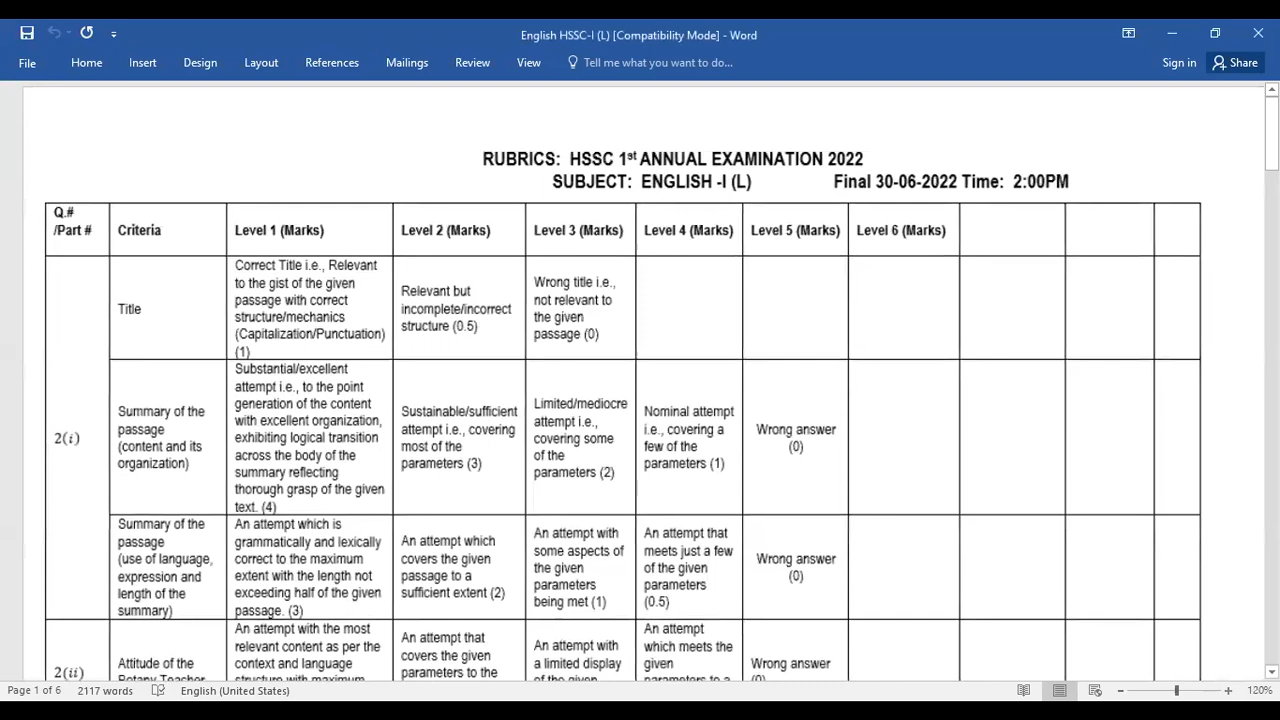 English HSSC-I (L) [Compatibility Mode] - Word
File Home Insert Design Layout References Mailings Review View Tell me what you want to do... Sign in Share
RUBRICS: HSSC 1st ANNUAL EXAMINATION 2022
SUBJECT: ENGLISH -I (L) Final 30-06-2022 Time: 2:00PM
Q.#
/Part #
Criteria
Level 1 (Marks)
Level 2 (Marks)
Level 3 (Marks)
Level 4 (Marks)
Level 5 (Marks)
Level 6 (Marks)
2(i)
Title
Correct Title i.e., Relevant
to the gist of the given
passage with correct
structure/mechanics
(Capitalization/Punctuation)
(1)
Relevant but
incomplete/incorrect
structure (0.5)
Wrong title i.e.,
not relevant to
the given
passage (0)
Summary of the
passage
(content and its
organization)
Substantial/excellent
attempt i.e., to the point
generation of the content
with excellent organization,
exhibiting logical transition
across the body of the
summary reflecting
thorough grasp of the given
text. (4)
Sustainable/sufficient
attempt i.e., covering
most of the
parameters (3)
Limited/mediocre
attempt i.e.,
covering some
of the
parameters (2)
Nominal attempt
i.e., covering a
few of the
parameters (1)
Wrong answer
(0)
Summary of the
passage
(use of language,
expression and
length of the
summary)
An attempt which is
grammatically and lexically
correct to the maximum
extent with the length not
exceeding half of the given
passage. (3)
An attempt which
covers the given
passage to a
sufficient extent (2)
An attempt with
some aspects of
the given
parameters
being met (1)
An attempt that
meets just a few
of the given
parameters
(0.5)
Wrong answer
(0)
2(ii)
Attitude of the
Botany Teacher
An attempt with the most
relevant content as per the
context and language
structure with maximum
An attempt that
covers the given
parameters to the
An attempt with
a limited display
of the given
An attempt
which meets the
given
parameters to a
Wrong answer
(0)
Page 1 of 6 2117 words English (United States) 120%